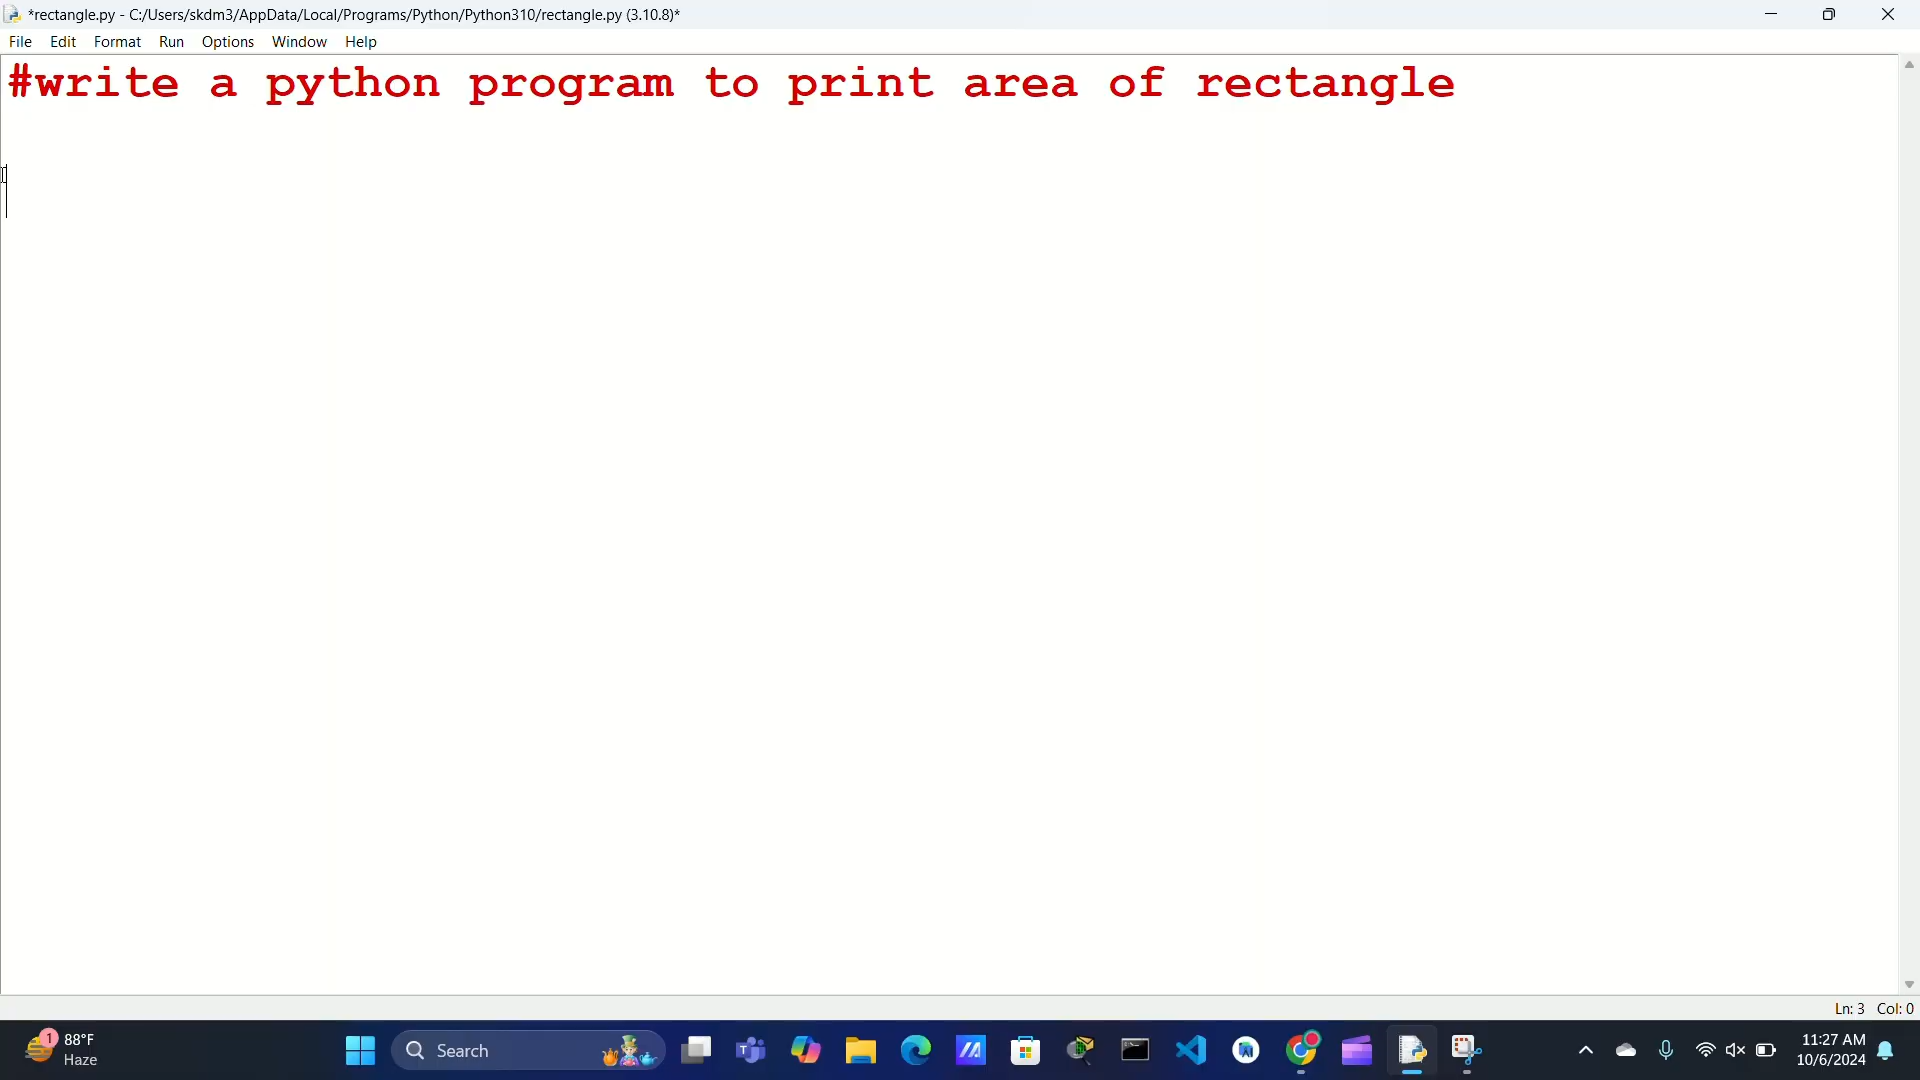 *rectangle.py - C:/Users/skdm3/AppData/Local/Programs/Python/Python310/rectangle.py (3.10.8)*
File Edit Format Run Options Window Help
#write a python program to print area of rectangle
Ln: 3 Col: 0
1 88°F
Haze
Search
11:27 AM
10/6/2024